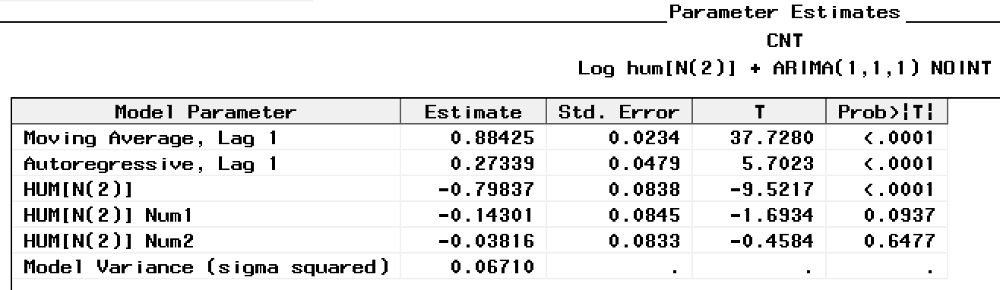 Parameter Estimates
CNT
Log hum[N(2)] + ARIMA(1,1,1) NOINT
Model Parameter Estimate Std. Error T Prob>|T|
Moving Average, Lag 1 0.88425 0.0234 37.7280 <.0001
Autoregressive, Lag 1 0.27339 0.0479 5.7023 <.0001
HUM[N(2)] -0.79837 0.0838 -9.5217 <.0001
HUM[N(2)] Num1 -0.14301 0.0845 -1.6934 0.0937
HUM[N(2)] Num2 -0.03816 0.0833 -0.4584 0.6477
Model Variance (sigma squared) 0.06710 . . .